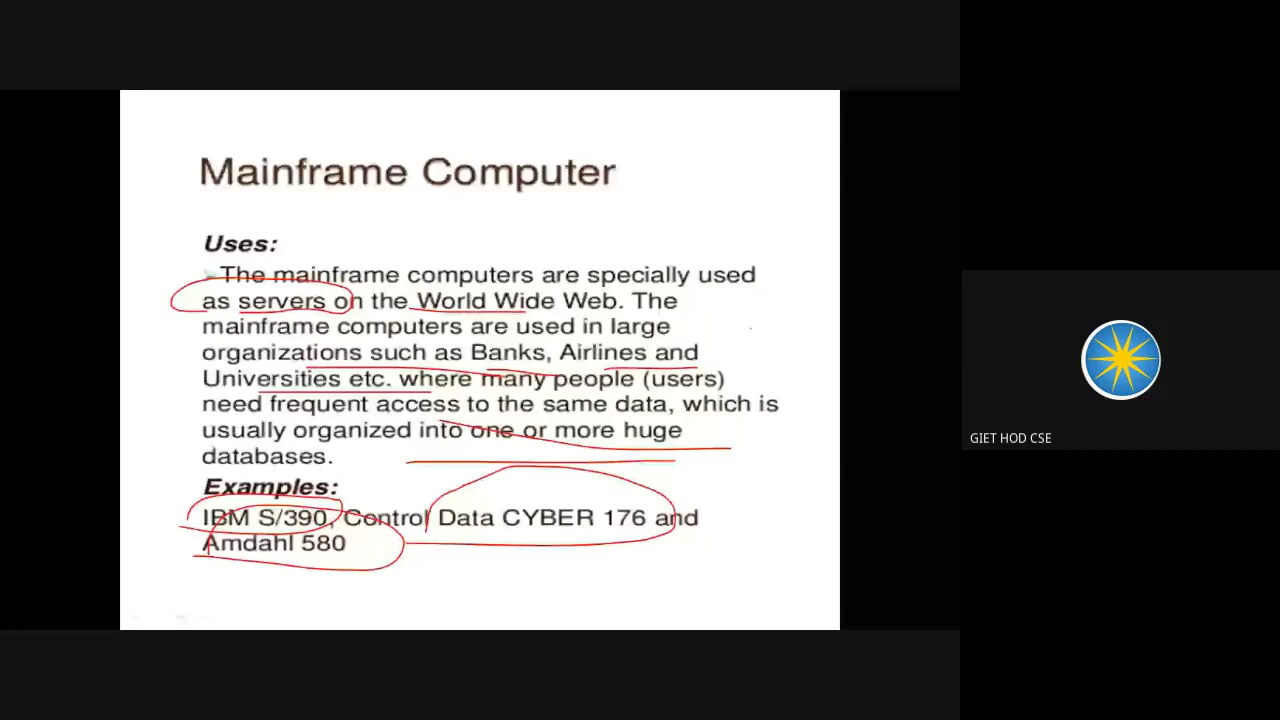 Mainframe Computer
Uses:
The mainframe computers are specially used
as servers on the World Wide Web. The
mainframe computers are used in large
organizations such as Banks, Airlines and
Universities etc. where many people (users)
need frequent access to the same data, which is
usually organized into one or more huge
databases.
Examples:
IBM S/390, Control Data CYBER 176 and
Amdahl 580
GIET HOD CSE